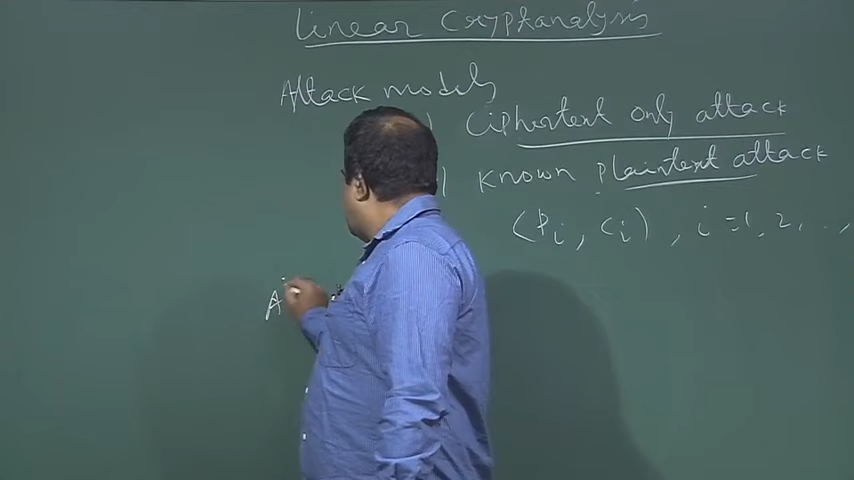 Linear Cryptanalysis
Attack models
) Ciphertext only attack
) known plaintext attack
(Pi, Ci), i=1, 2, ..,
A